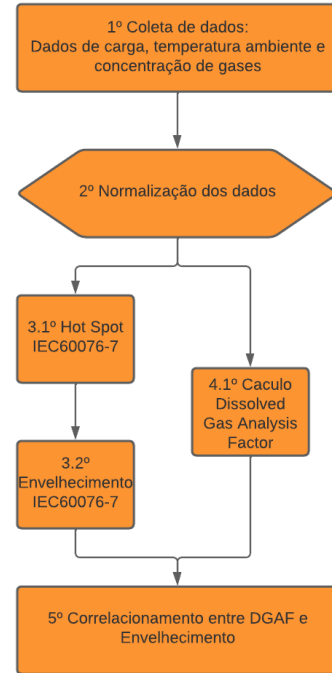 1º Coleta de dados:
Dados de carga, temperatura ambiente e
concentração de gases
2º Normalização dos dados
3.1º Hot Spot
IEC60076-7
4.1º Caculo
Dissolved
Gas Analysis
Factor
3.2º
Envelhecimento
IEC60076-7
5º Correlacionamento entre DGAF e
Envelhecimento